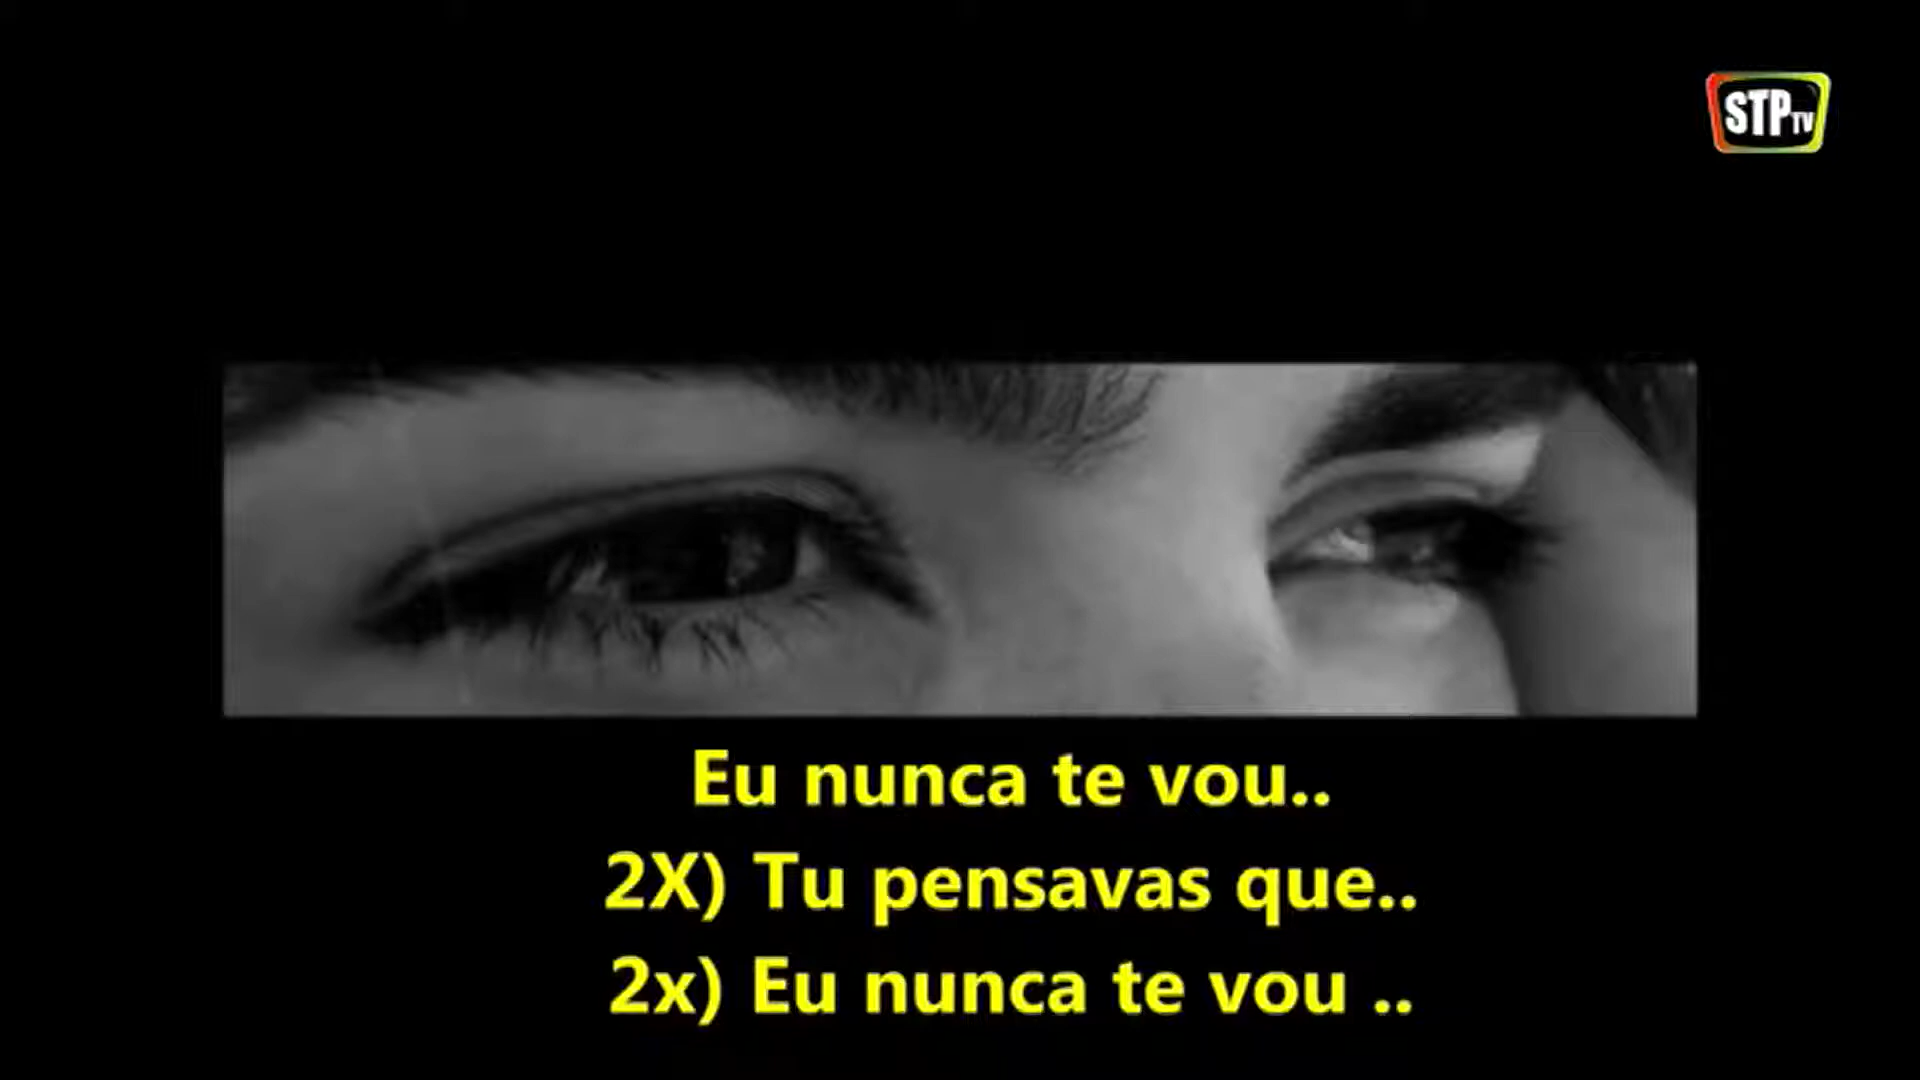 STPTV
Eu nunca te vou..
2X) Tu pensavas que..
2x) Eu nunca te vou ..